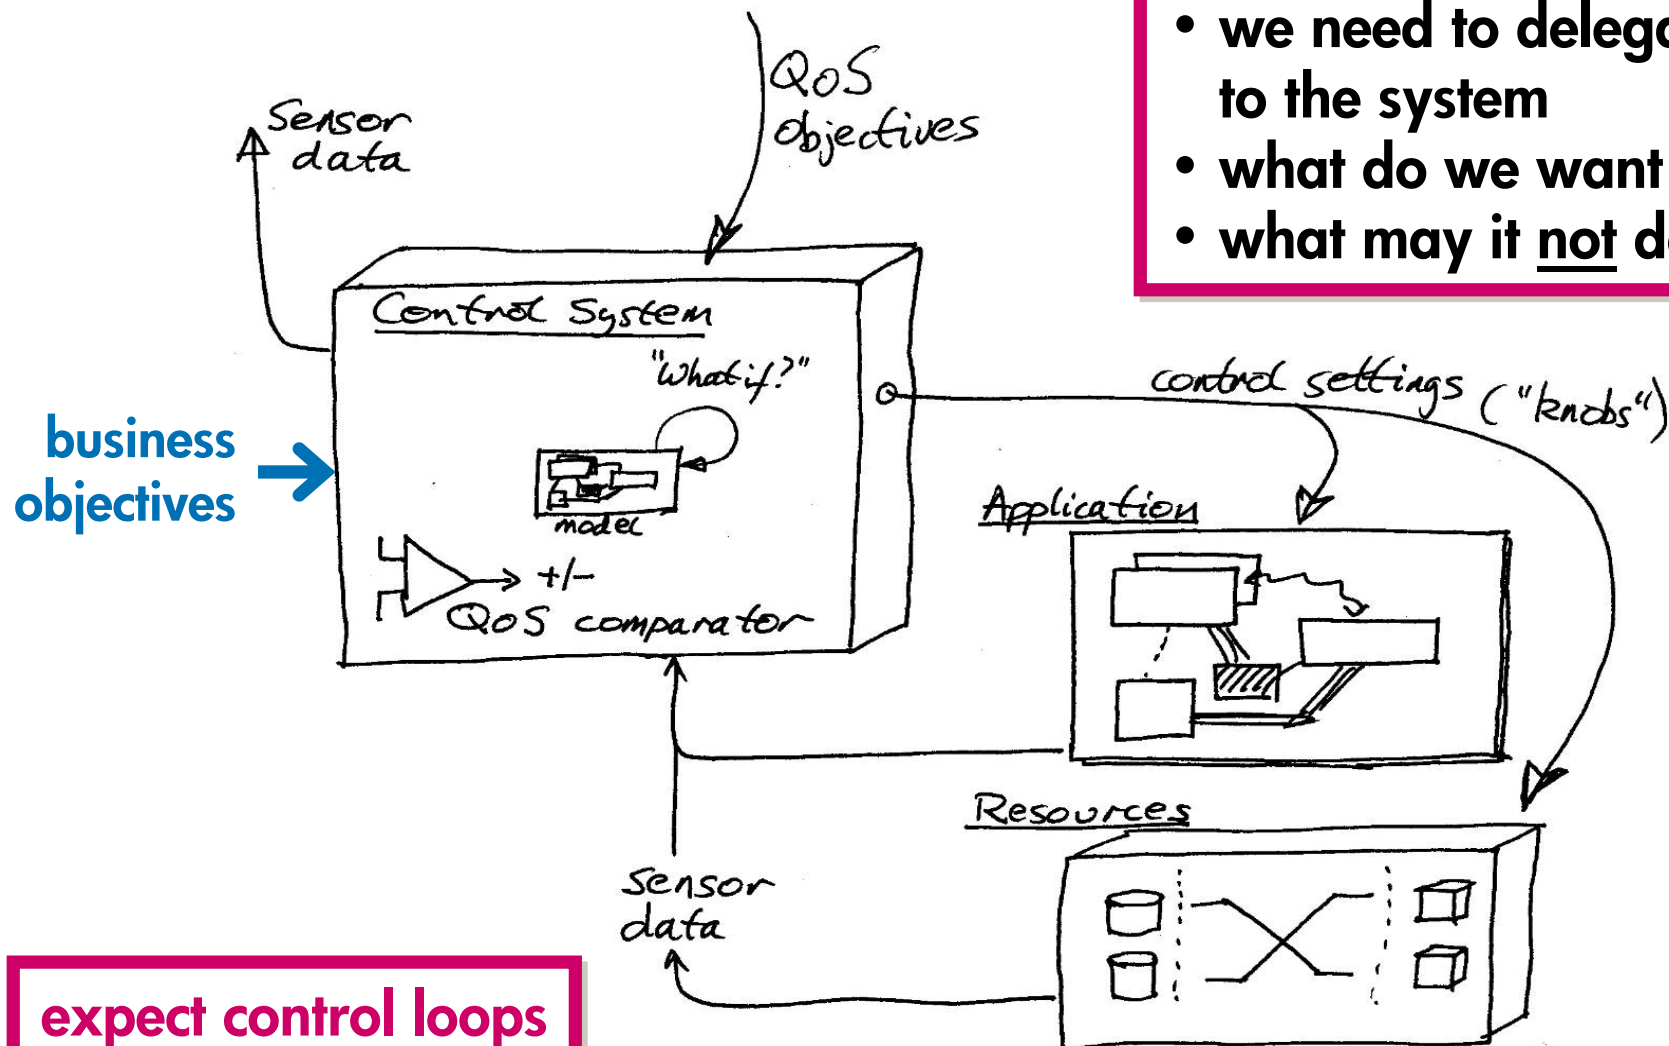 • we need to delega
to the system
• what do we want
• what may it not d
QoS
objectives
Sensor
data
Control System
"What if?"
model
+/-
QoS comparator
business
objectives
control settings ("knobs")
Application
Resources
sensor
data
expect control loops